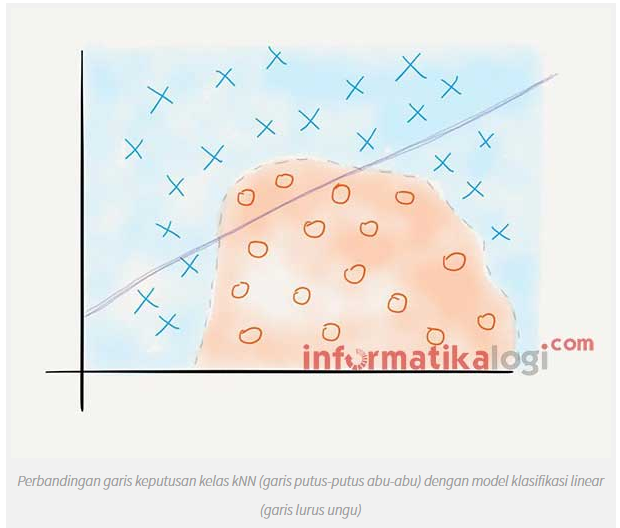 informatikalogi.com
Perbandingan garis keputusan kelas kNN (garis putus-putus abu-abu) dengan model klasifikasi linear
(garis lurus ungu)